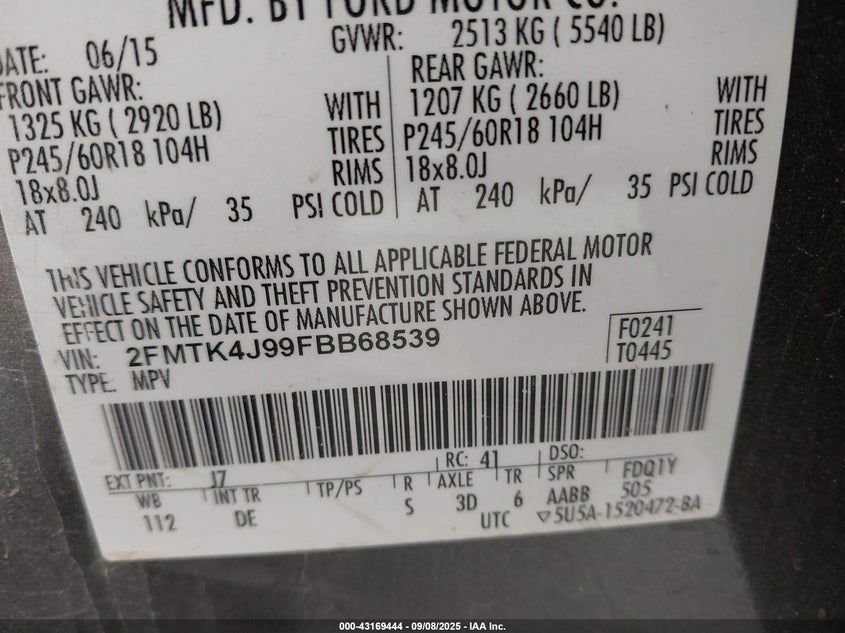 MFD. BY FORD MOTOR CO.
DATE: 06/15 GVWR: 2513 KG ( 5540 LB)
FRONT GAWR: REAR GAWR:
1325 KG ( 2920 LB) WITH 1207 KG ( 2660 LB) WITH
P245/60R18 104H TIRES P245/60R18 104H TIRES
18x8.0J RIMS 18x8.0J RIMS
AT 240 kPa/ 35 PSI COLD AT 240 kPa/ 35 PSI COLD
THIS VEHICLE CONFORMS TO ALL APPLICABLE FEDERAL MOTOR
VEHICLE SAFETY AND THEFT PREVENTION STANDARDS IN
EFFECT ON THE DATE OF MANUFACTURE SHOWN ABOVE.
VIN: 2FMTK4J99FBB68539 F0241
TYPE: MPV T0445
EXT PNT: J7 RC: 41 DSO:
WB INT TR TP/PS R AXLE TR SPR FDQ1Y
112 DE S 3D 6 AABB 505
UTC ▽5U5A-1520472-BA
000-43169444 - 09/08/2025 - IAA Inc.